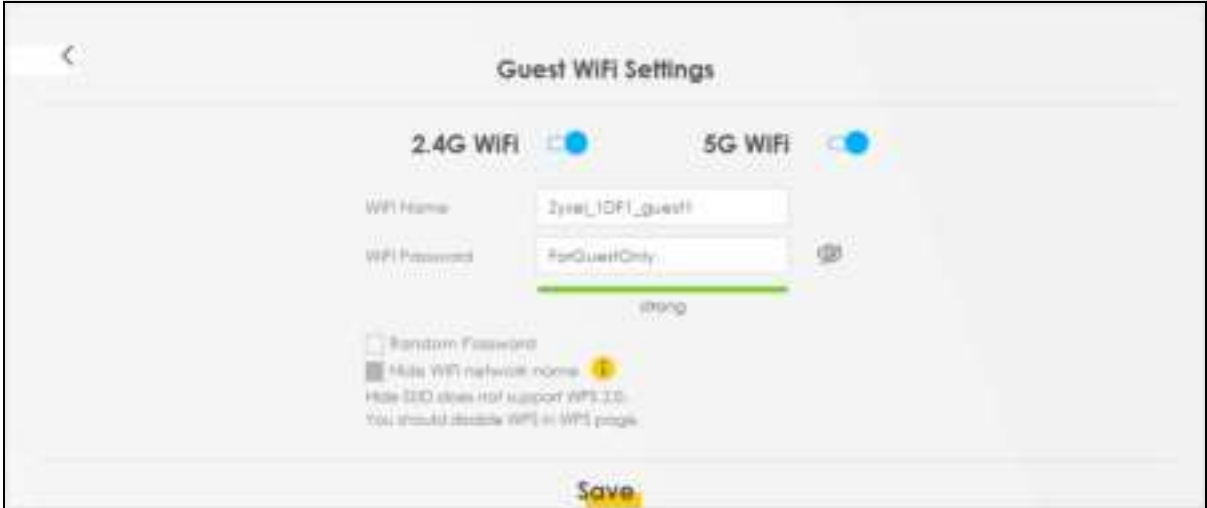 Guest WiFi Settings
2.4G WiFi 5G WiFi
WiFi Name Zyxel_1DF1_guest1
WiFi Password ForGuestOnly
strong
Random Password
Hide WiFi network name
Hide SSID does not support WPS 2.0.
You should disable WPS in WPS page.
Save